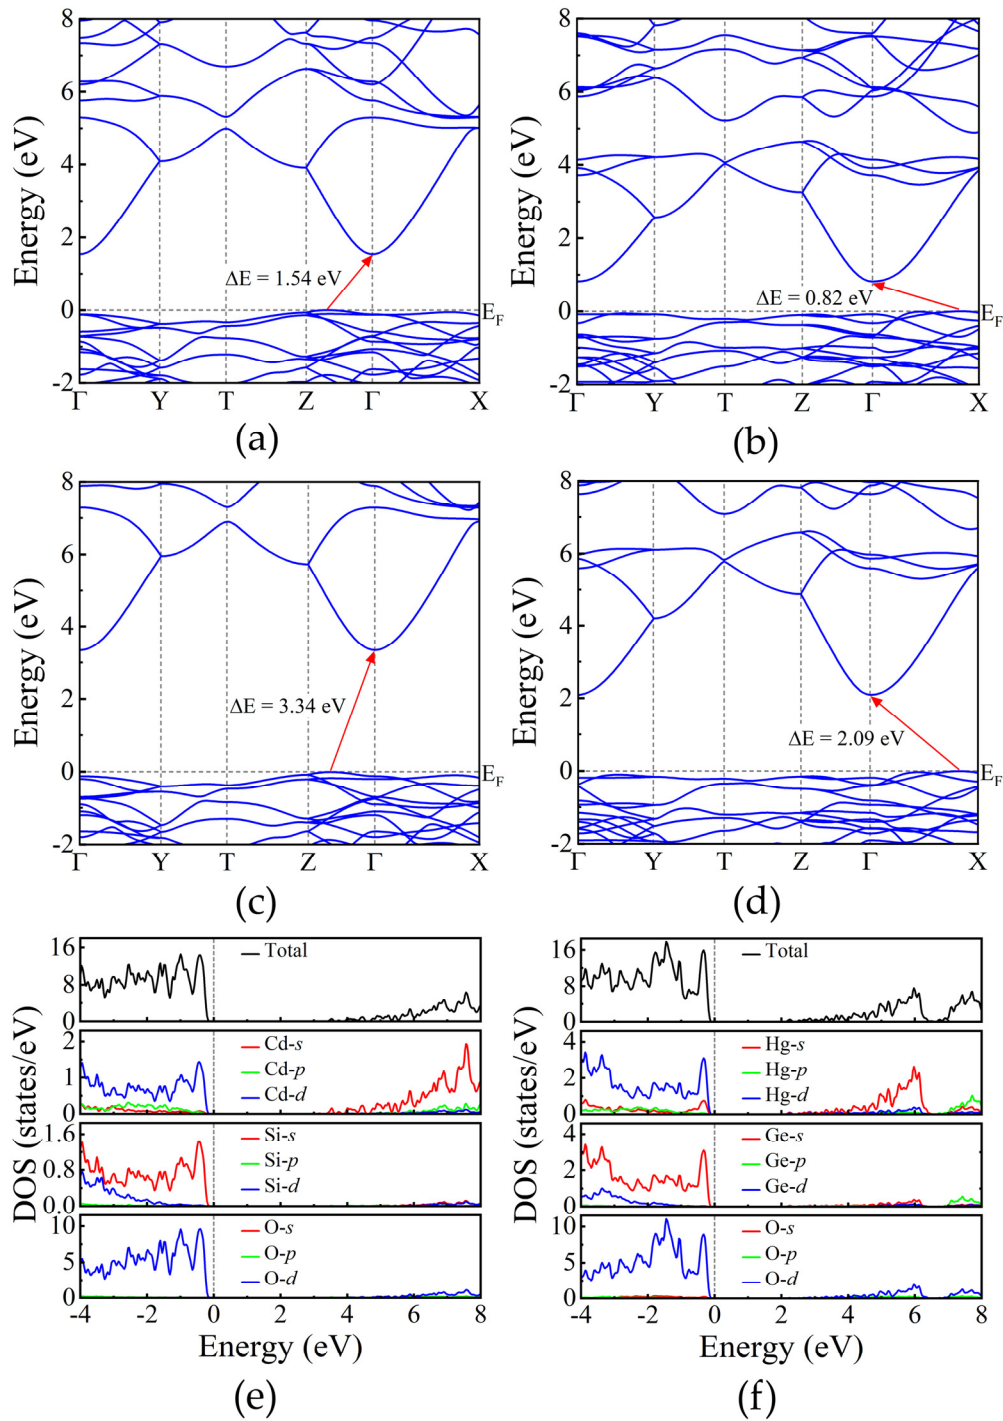 8
6
4
2
0
-2
Energy (eV)
ΔE = 1.54 eV
E_F
Γ Y T Z Γ X
(a)
8
6
4
2
0
-2
Energy (eV)
ΔE = 0.82 eV
E_F
Γ Y T Z Γ X
(b)
8
6
4
2
0
-2
Energy (eV)
ΔE = 3.34 eV
E_F
Γ Y T Z Γ X
(c)
8
6
4
2
0
-2
Energy (eV)
ΔE = 2.09 eV
E_F
Γ Y T Z Γ X
(d)
DOS (states/eV)
16
8
0
Total
2
1
0
Cd-s
Cd-p
Cd-d
1.6
0.8
0.0
Si-s
Si-p
Si-d
10
5
0
O-s
O-p
O-d
-4 -2 0 2 4 6 8
Energy (eV)
(e)
DOS (states/eV)
16
8
0
Total
4
2
0
Hg-s
Hg-p
Hg-d
4
2
0
Ge-s
Ge-p
Ge-d
10
5
0
O-s
O-p
O-d
-4 -2 0 2 4 6 8
Energy (eV)
(f)